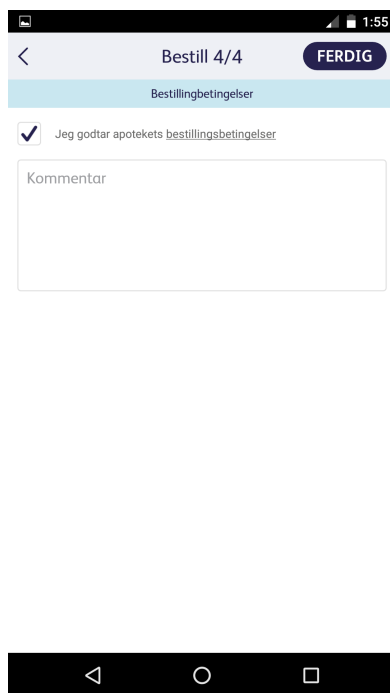 1:55
Bestill 4/4
FERDIG
Bestillingbetingelser
Jeg godtar apotekets bestillingsbetingelser
Kommentar